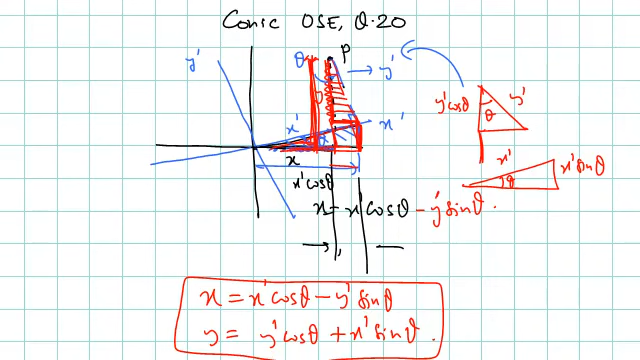 Conic OSE, Q.20
y'
θ
P
y'
y
x'
x'
x
x'cosθ
x = x'cosθ - y'sinθ.
y'cosθ
θ
y'
x'
θ
x'sinθ
x = x'cosθ - y'sinθ
y = y'cosθ + x'sinθ.